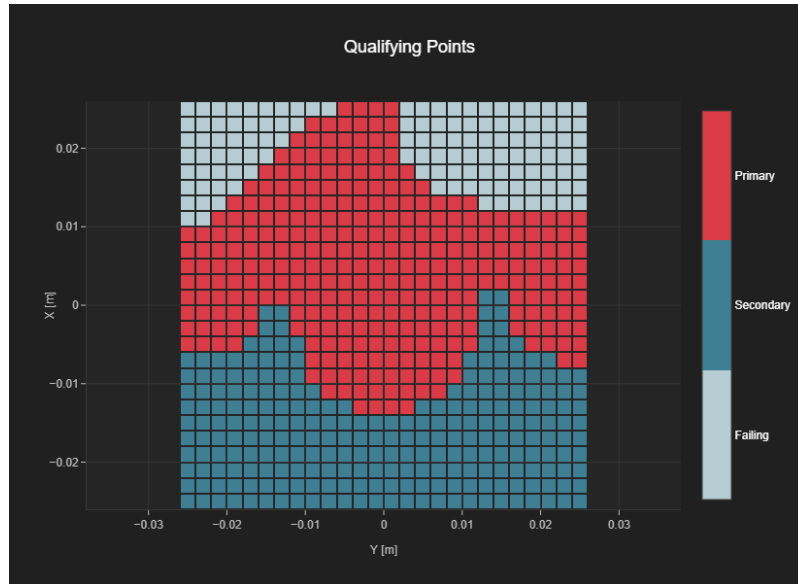 Qualifying Points
0.02
0.01
0
−0.01
−0.02
X [m]
−0.03
−0.02
−0.01
0
0.01
0.02
0.03
Y [m]
Primary
Secondary
Failing